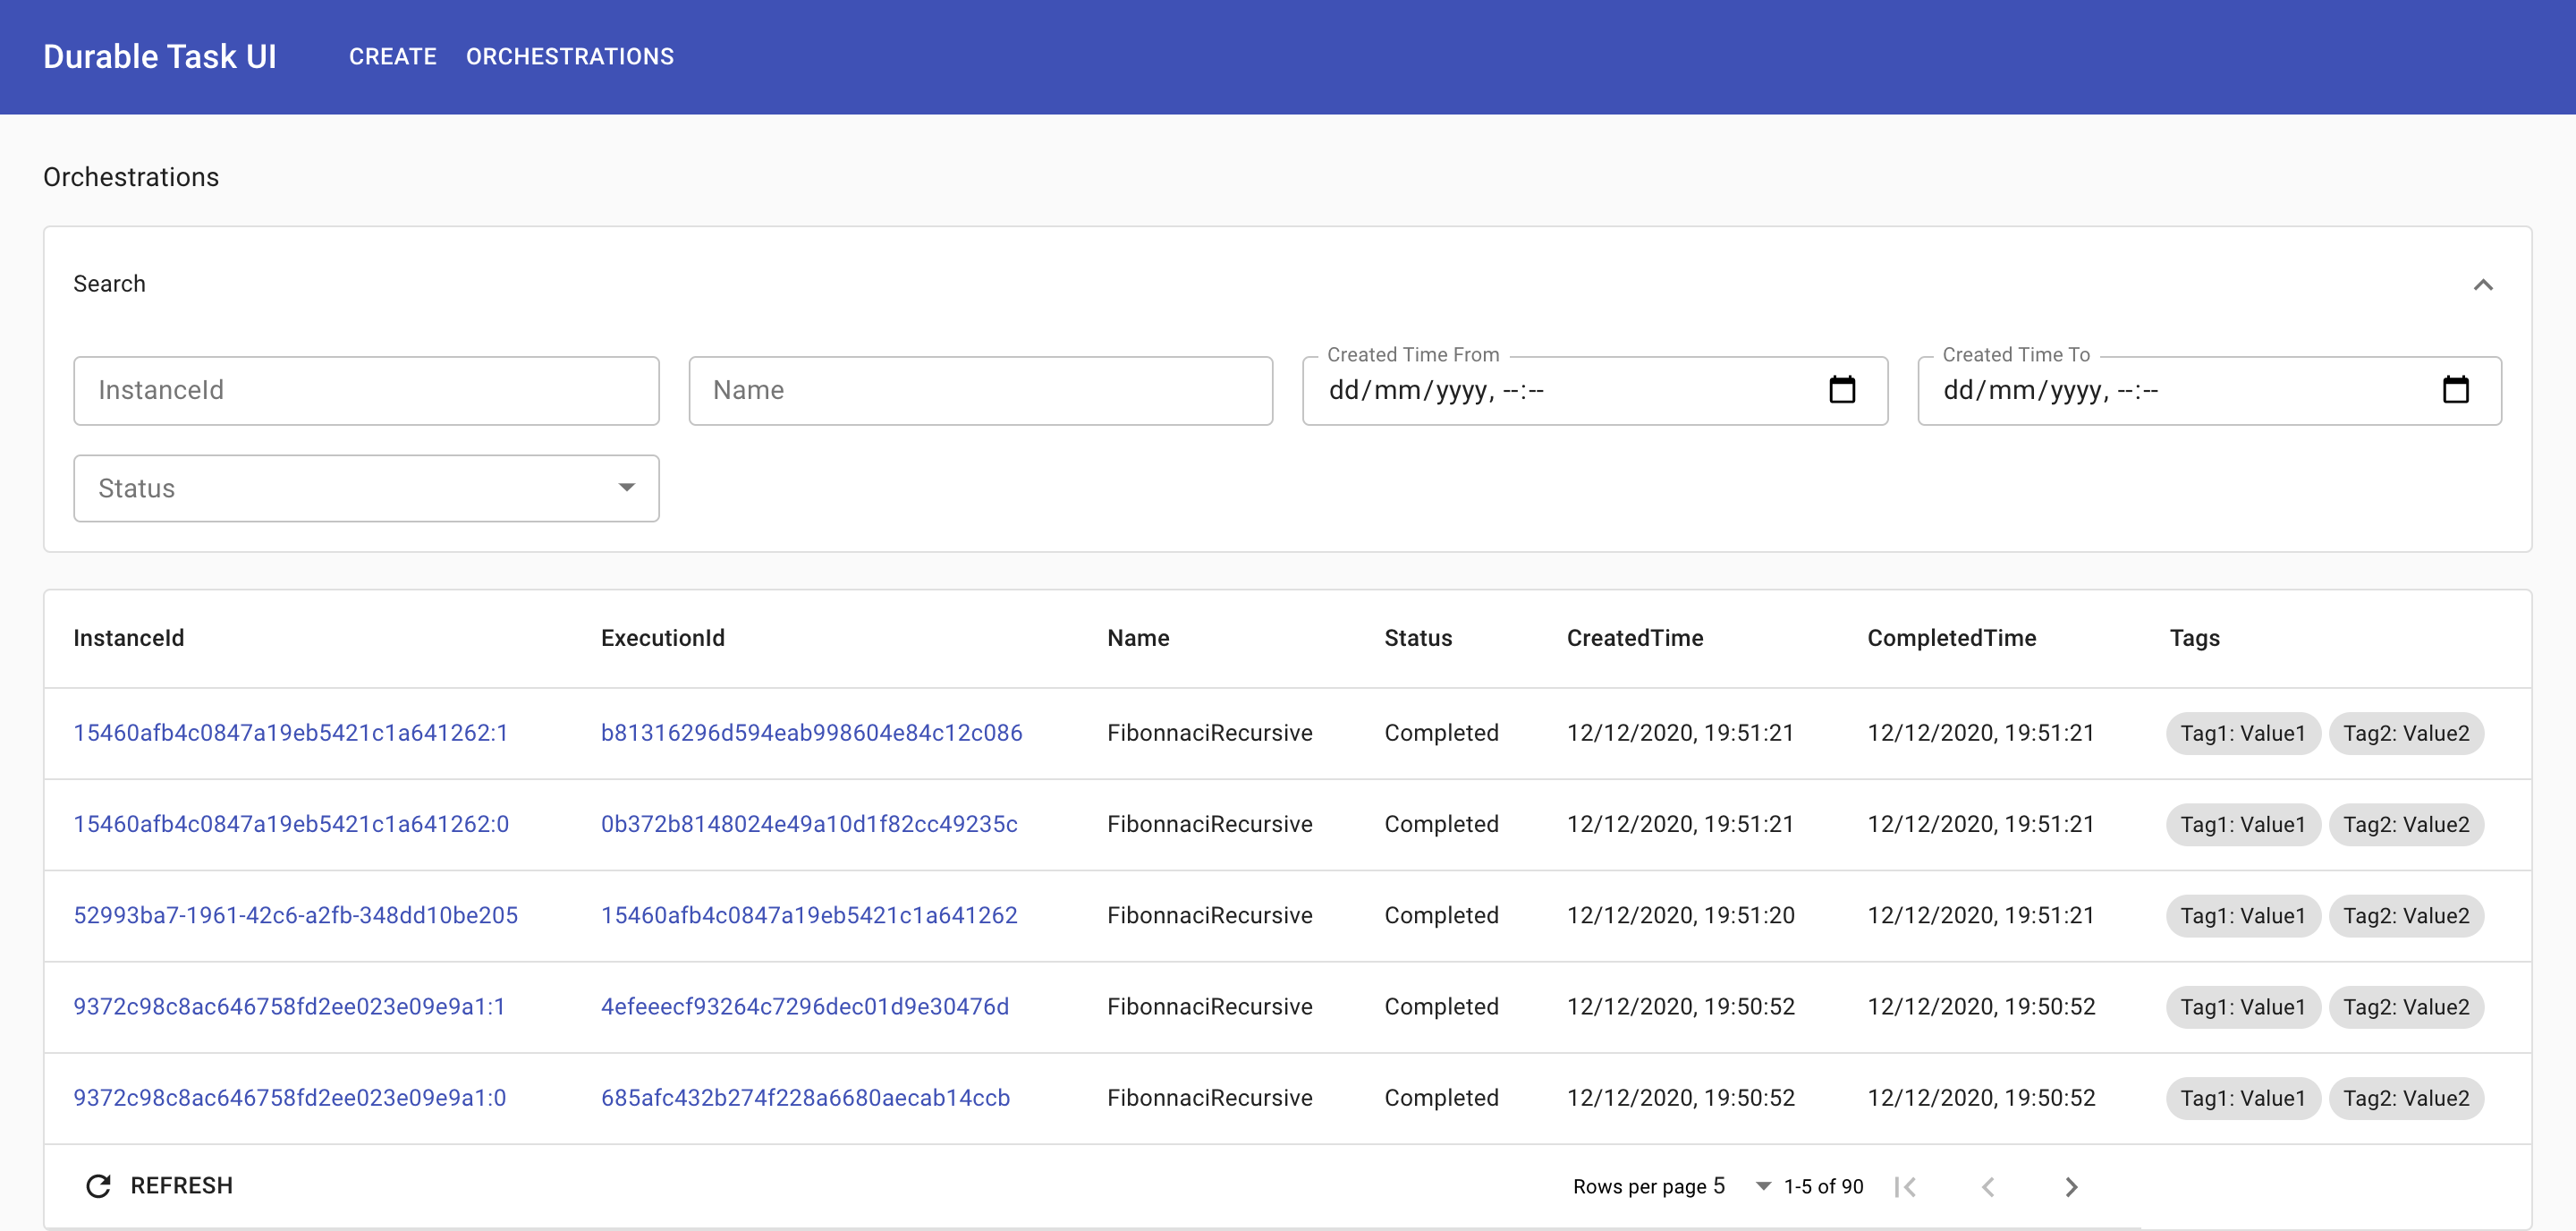 Durable Task UI CREATE ORCHESTRATIONS
Orchestrations
Search
InstanceId Name Created Time From dd/mm/yyyy, --:-- Created Time To dd/mm/yyyy, --:--
Status
InstanceId ExecutionId Name Status CreatedTime CompletedTime Tags
15460afb4c0847a19eb5421c1a641262:1 b81316296d594eab998604e84c12c086 FibonnaciRecursive Completed 12/12/2020, 19:51:21 12/12/2020, 19:51:21 Tag1: Value1 Tag2: Value2
15460afb4c0847a19eb5421c1a641262:0 0b372b8148024e49a10d1f82cc49235c FibonnaciRecursive Completed 12/12/2020, 19:51:21 12/12/2020, 19:51:21 Tag1: Value1 Tag2: Value2
52993ba7-1961-42c6-a2fb-348dd10be205 15460afb4c0847a19eb5421c1a641262 FibonnaciRecursive Completed 12/12/2020, 19:51:20 12/12/2020, 19:51:21 Tag1: Value1 Tag2: Value2
9372c98c8ac646758fd2ee023e09e9a1:1 4efeeecf93264c7296dec01d9e30476d FibonnaciRecursive Completed 12/12/2020, 19:50:52 12/12/2020, 19:50:52 Tag1: Value1 Tag2: Value2
9372c98c8ac646758fd2ee023e09e9a1:0 685afc432b274f228a6680aecab14ccb FibonnaciRecursive Completed 12/12/2020, 19:50:52 12/12/2020, 19:50:52 Tag1: Value1 Tag2: Value2
REFRESH Rows per page 5 1-5 of 90